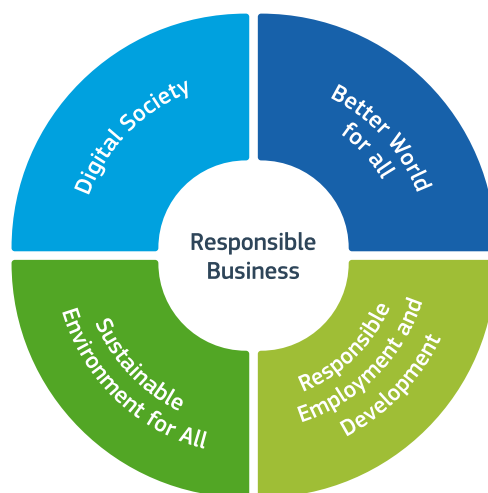 Digital Society
Better World
for all
Responsible
Business
Sustainable
Environment for All
Responsible
Employment and
Development